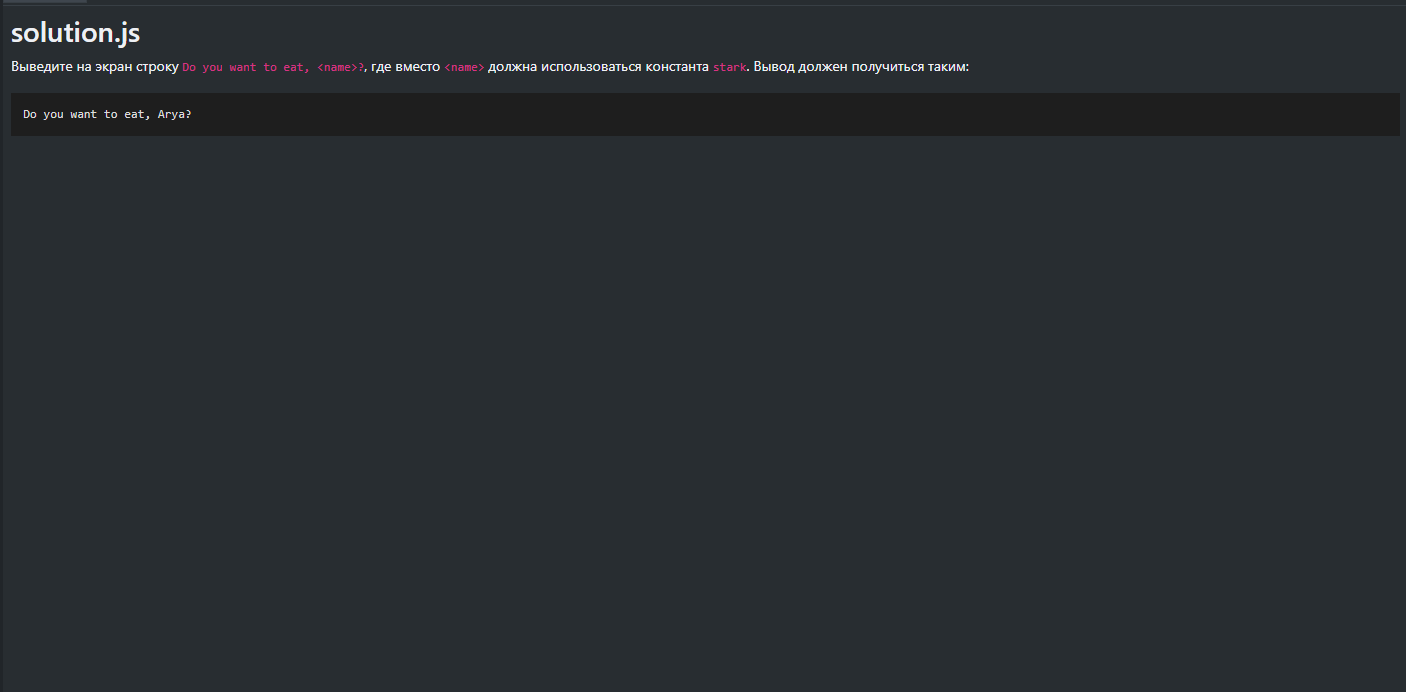 solution.js
Выведите на экран строку Do you want to eat, <name>?, где вместо <name> должна использоваться константа stark. Вывод должен получиться таким:
Do you want to eat, Arya?